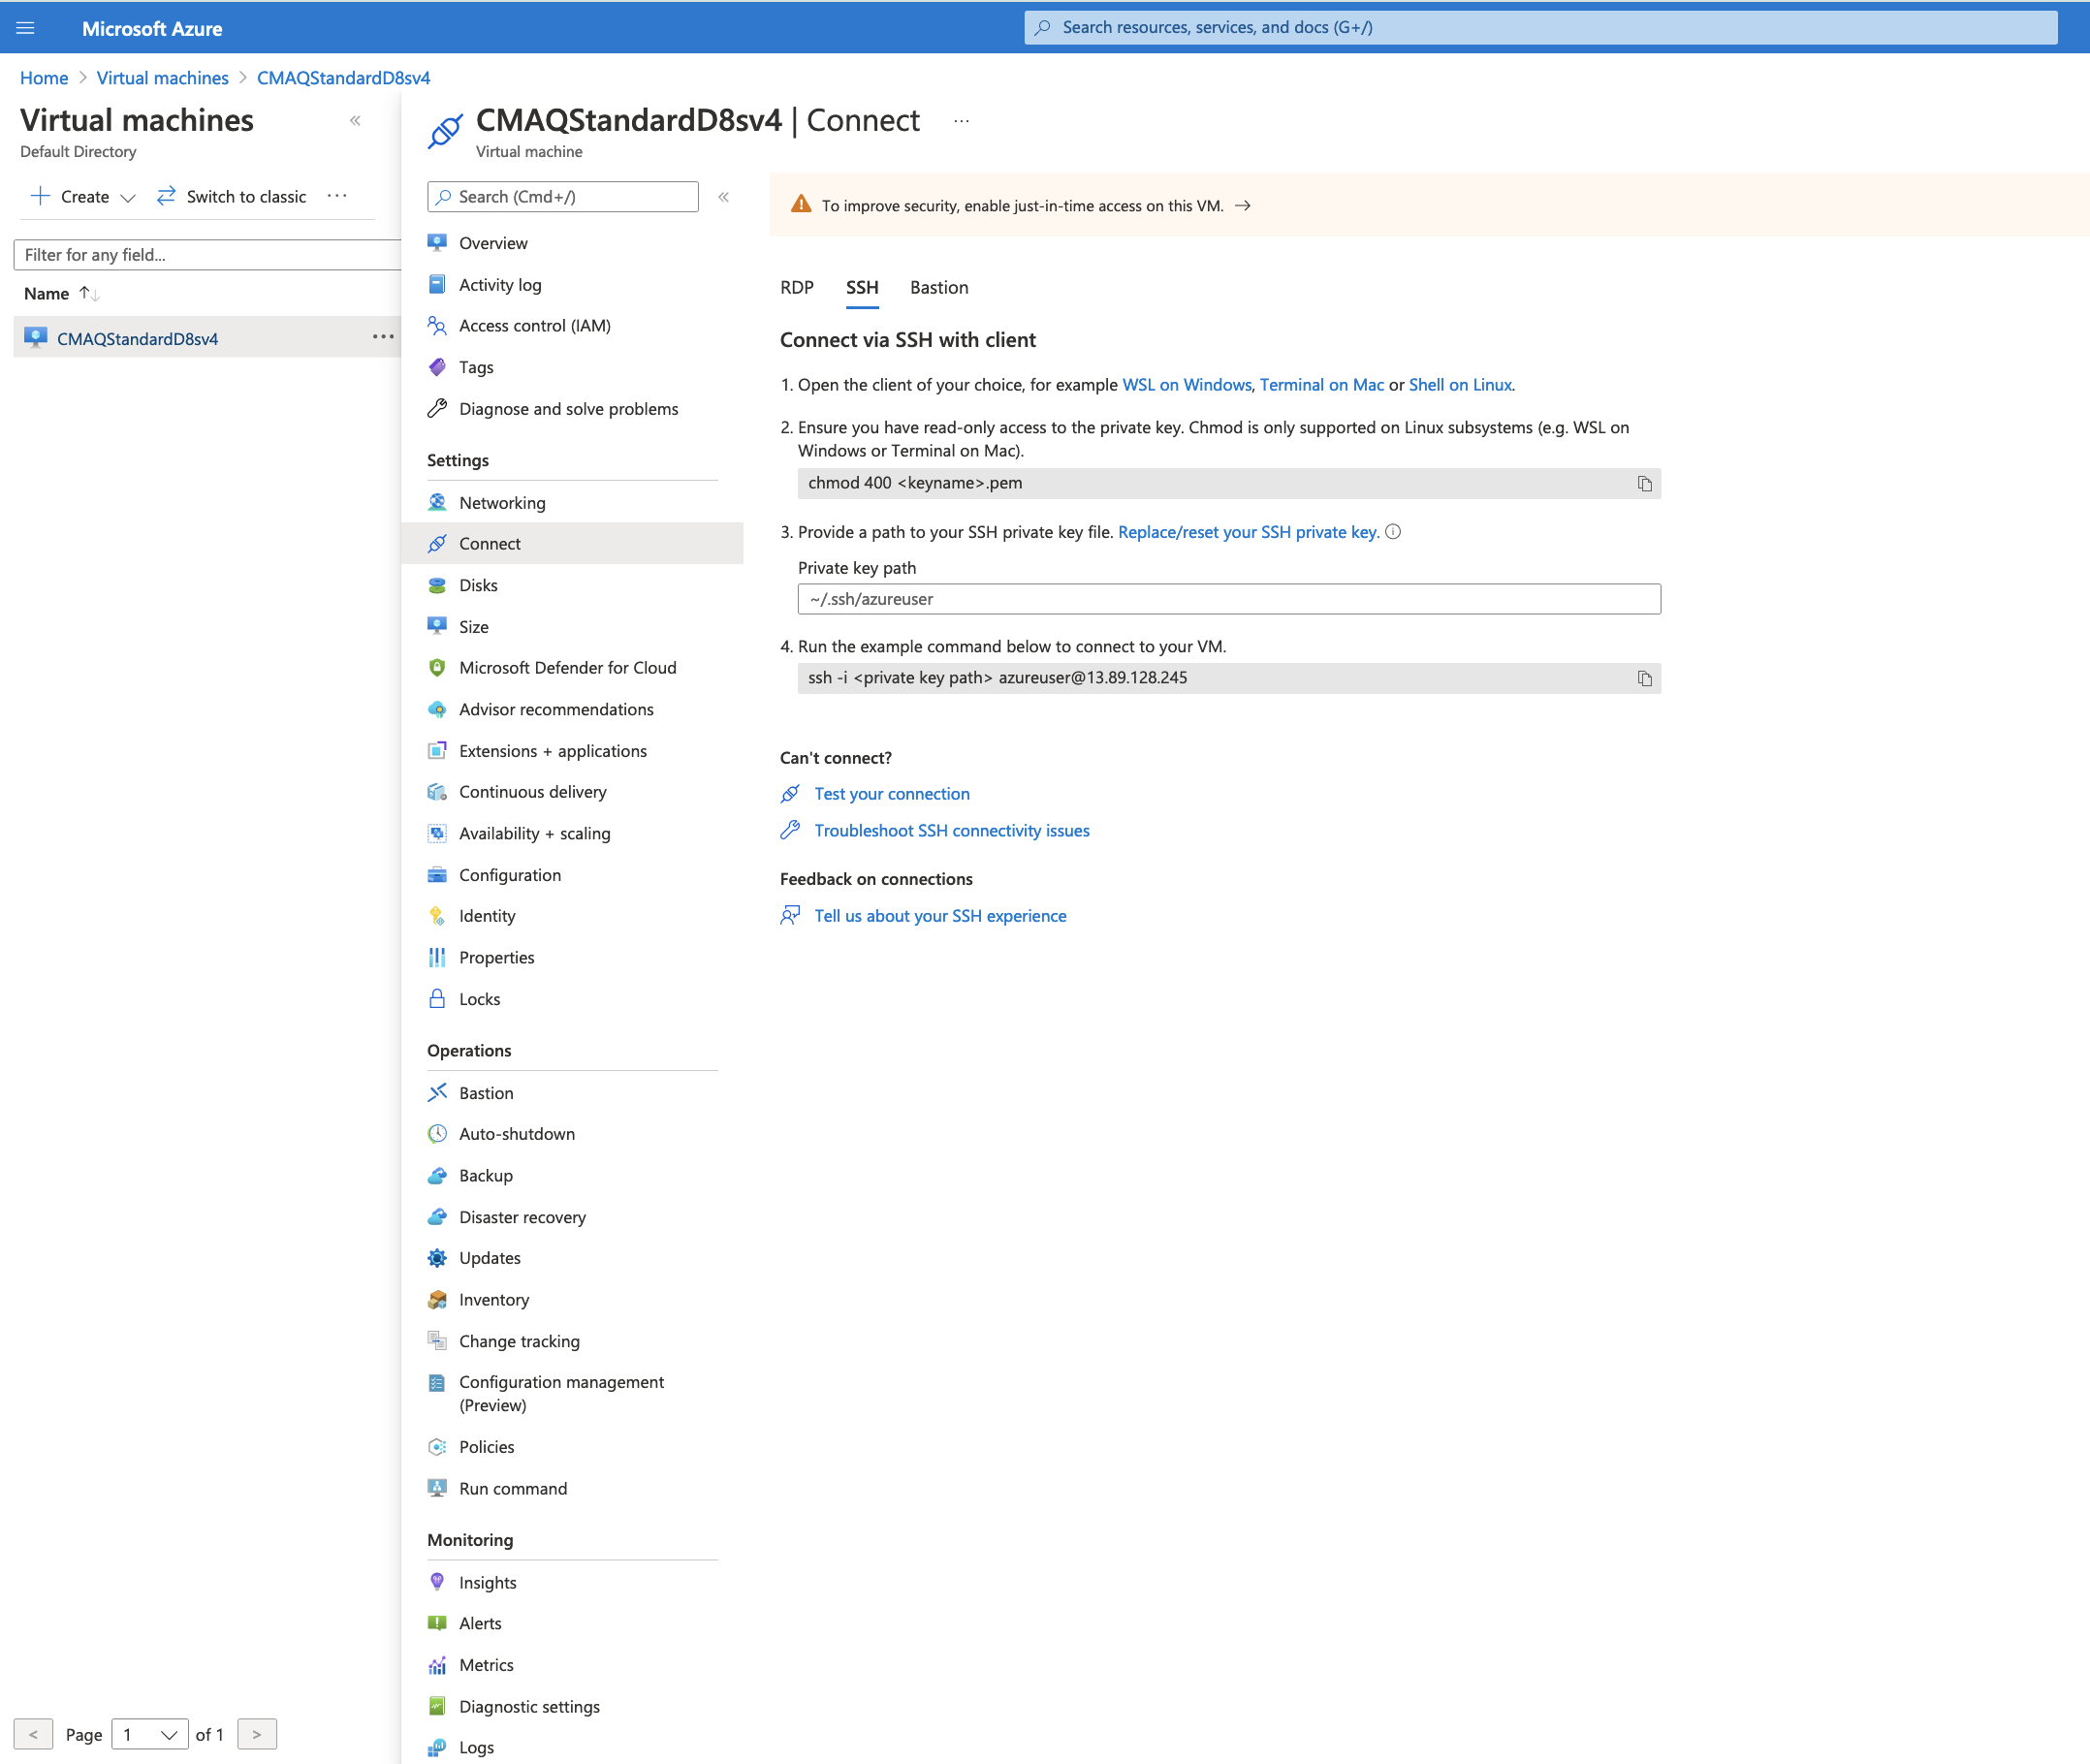 Microsoft Azure
Search resources, services, and docs (G+/)
Home > Virtual machines > CMAQStandardD8sv4
Virtual machines «
Default Directory
+ Create Switch to classic ...
Filter for any field...
Name ↑↓
CMAQStandardD8sv4 ...
< Page 1 of 1 >
CMAQStandardD8sv4 | Connect ...
Virtual machine
Search (Cmd+/) «
Overview
Activity log
Access control (IAM)
Tags
Diagnose and solve problems
Settings
Networking
Connect
Disks
Size
Microsoft Defender for Cloud
Advisor recommendations
Extensions + applications
Continuous delivery
Availability + scaling
Configuration
Identity
Properties
Locks
Operations
Bastion
Auto-shutdown
Backup
Disaster recovery
Updates
Inventory
Change tracking
Configuration management
(Preview)
Policies
Run command
Monitoring
Insights
Alerts
Metrics
Diagnostic settings
Logs
To improve security, enable just-in-time access on this VM. →
RDP SSH Bastion
Connect via SSH with client
1. Open the client of your choice, for example WSL on Windows, Terminal on Mac or Shell on Linux.
2. Ensure you have read-only access to the private key. Chmod is only supported on Linux subsystems (e.g. WSL on
Windows or Terminal on Mac).
chmod 400 <keyname>.pem
3. Provide a path to your SSH private key file. Replace/reset your SSH private key.
Private key path
~/.ssh/azureuser
4. Run the example command below to connect to your VM.
ssh -i <private key path> azureuser@13.89.128.245
Can't connect?
Test your connection
Troubleshoot SSH connectivity issues
Feedback on connections
Tell us about your SSH experience